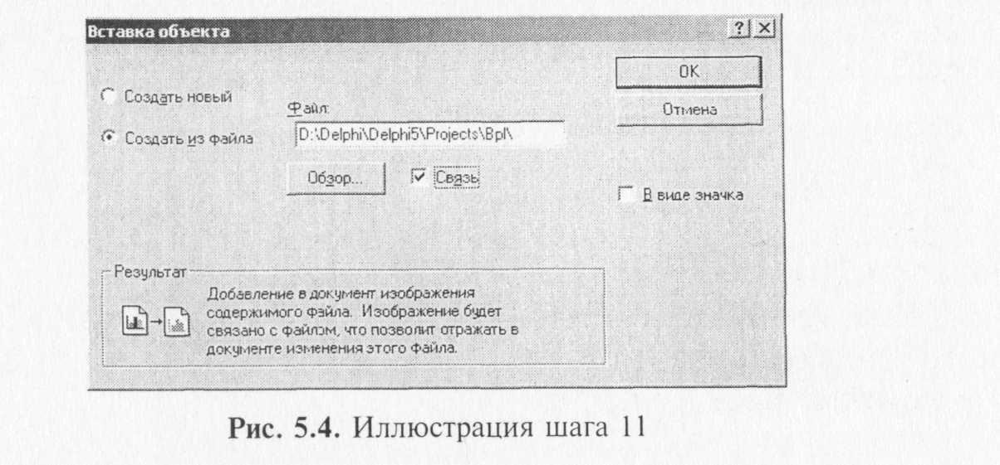 Вставка объекта
? ×
OK
Создать новый
Файл:
Отмена
Создать из файла
D:\Delphi\Delphi5\Projects\Bpl\
Обзор...
Связь
В виде значка
Результат
Добавление в документ изображения
содержимого файла. Изображение будет
связано с файлом, что позволит отражать в
документе изменения этого файла.
Рис. 5.4. Иллюстрация шага 11